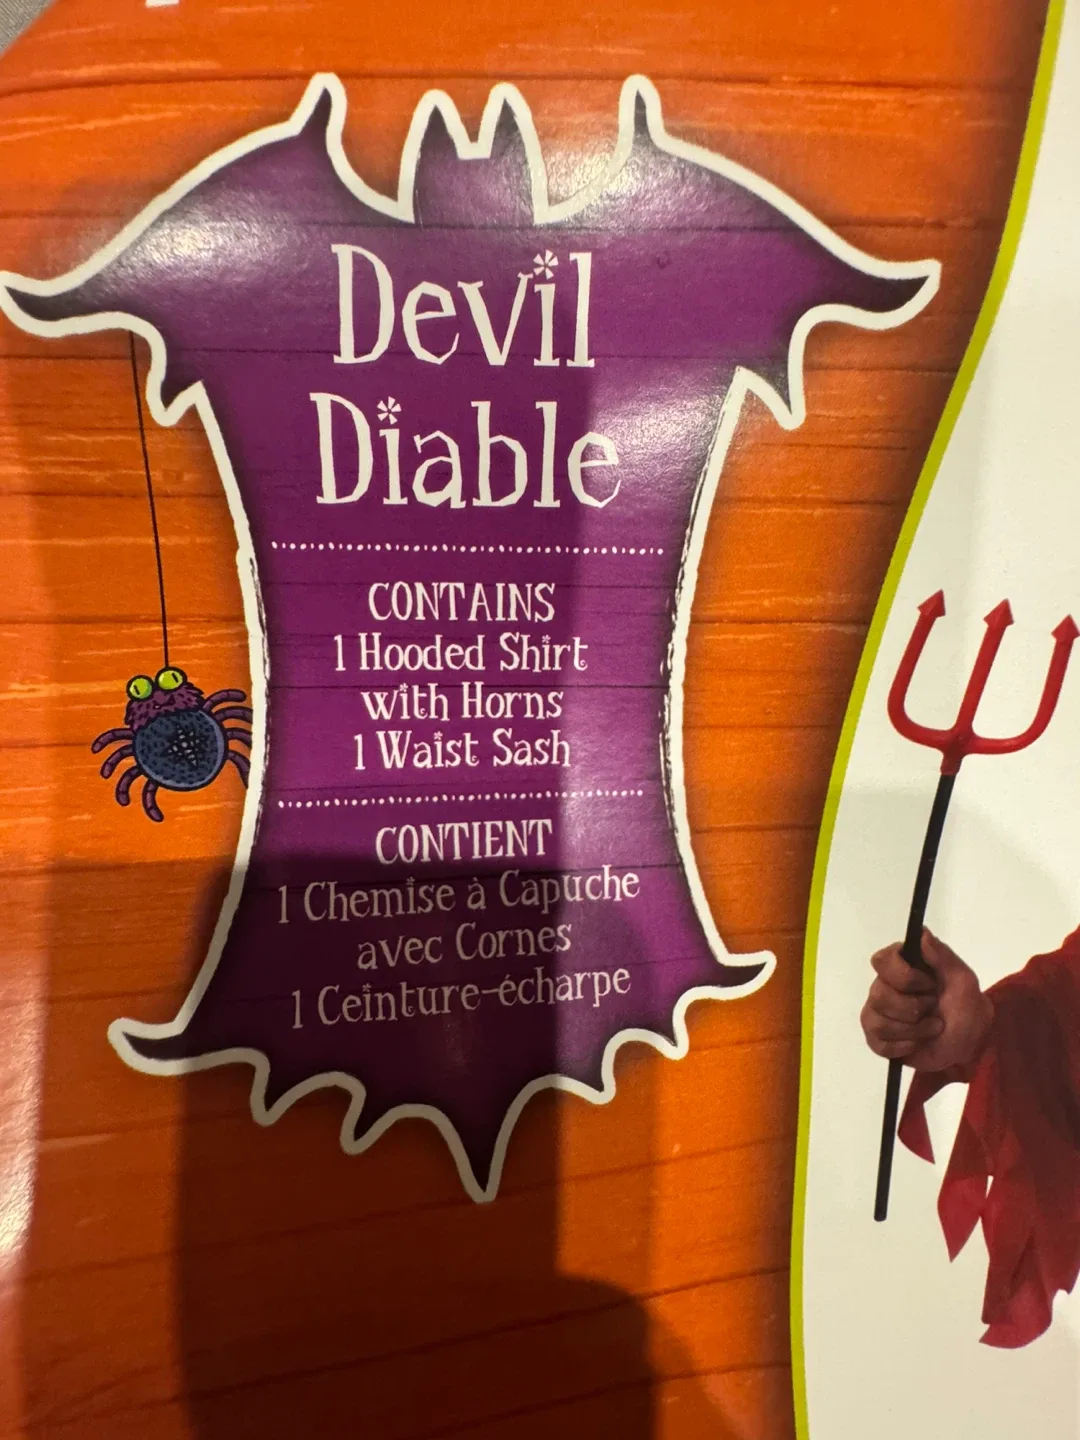 Devil
Diable
CONTAINS
1 Hooded Shirt
with Horns
1 Waist Sash
CONTIENT
1 Chemise à Capuche
avec Cornes
1 Ceinture-écharpe